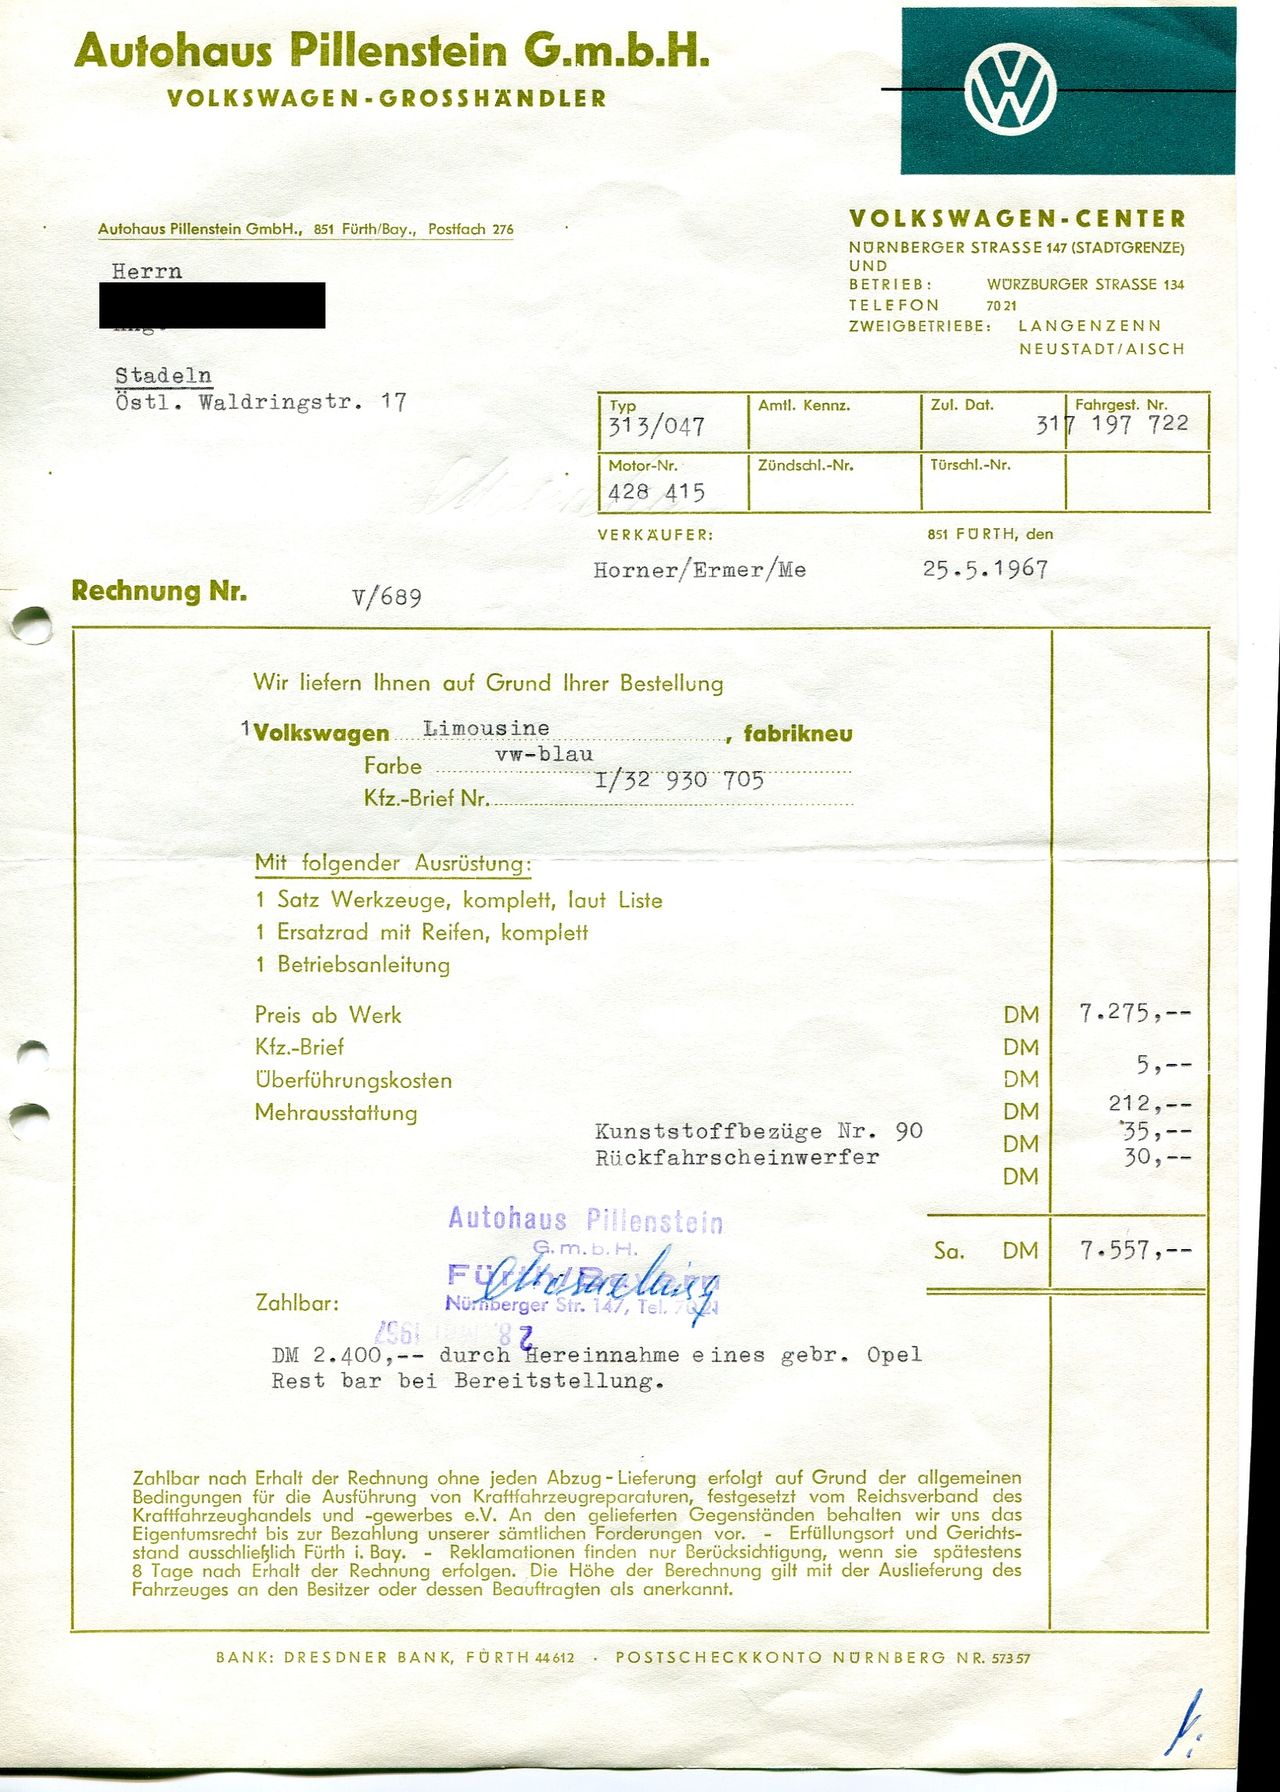 Autohaus Pillenstein G.m.b.H.
VOLKSWAGEN-GROSSHÄNDLER
VW
VOLKSWAGEN-CENTER
NÜRNBERGER STRASSE 147 (STADTGRENZE)
UND
BETRIEB: WÜRZBURGER STRASSE 134
TELEFON 7021
ZWEIGBETRIEBE: LANGENZENN
NEUSTADT/AISCH
Autohaus Pillenstein GmbH., 851 Fürth/Bay., Postfach 276
Herrn
Stadeln
Östl. Waldringstr. 17
Typ Amtl. Kennz. Zul. Dat. Fahrgest. Nr.
313/047 317 197 722
Motor-Nr. Zündschl.-Nr. Türschl.-Nr.
428 415
VERKÄUFER: 851 FÜRTH, den
Horner/Ermer/Me 25.5.1967
Rechnung Nr. V/689
Wir liefern Ihnen auf Grund Ihrer Bestellung
1 Volkswagen Limousine, fabrikneu
Farbe vw-blau
Kfz.-Brief Nr. I/32 930 705
Mit folgender Ausrüstung:
1 Satz Werkzeuge, komplett, laut Liste
1 Ersatzrad mit Reifen, komplett
1 Betriebsanleitung
Preis ab Werk DM 7.275,--
Kfz.-Brief DM 5,--
Überführungskosten DM
Mehrausstattung DM 212,--
Kunststoffbezüge Nr. 90 DM 35,--
Rückfahrscheinwerfer DM 30,--
Sa. DM 7.557,--
Autohaus Pillenstein
G.m.b.H.
Fürth/Bayern
Nürnberger Str. 147, Tel. 7021
Zahlbar:
DM 2.400,-- durch Hereinnahme eines gebr. Opel
Rest bar bei Bereitstellung.
Zahlbar nach Erhalt der Rechnung ohne jeden Abzug - Lieferung erfolgt auf Grund der allgemeinen
Bedingungen für die Ausführung von Kraftfahrzeugreparaturen, festgesetzt vom Reichsverband des
Kraftfahrzeughandels und -gewerbes e.V. An den gelieferten Gegenständen behalten wir uns das
Eigentumsrecht bis zur Bezahlung unserer sämtlichen Forderungen vor. - Erfüllungsort und Gerichts-
stand ausschließlich Fürth i. Bay. - Reklamationen finden nur Berücksichtigung, wenn sie spätestens
8 Tage nach Erhalt der Rechnung erfolgen. Die Höhe der Berechnung gilt mit der Auslieferung des
Fahrzeuges an den Besitzer oder dessen Beauftragten als anerkannt.
BANK: DRESDNER BANK, FÜRTH 44612 · POSTSCHECKKONTO NÜRNBERG NR. 57357